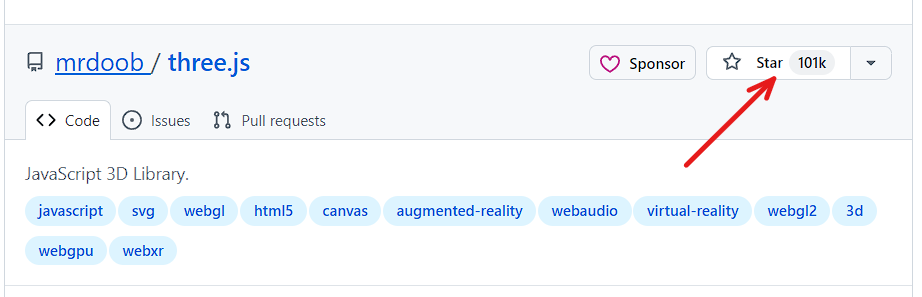 mrdoob / three.js Sponsor Star 101k
Code Issues Pull requests
JavaScript 3D Library.
javascript svg webgl html5 canvas augmented-reality webaudio virtual-reality webgl2 3d
webgpu webxr